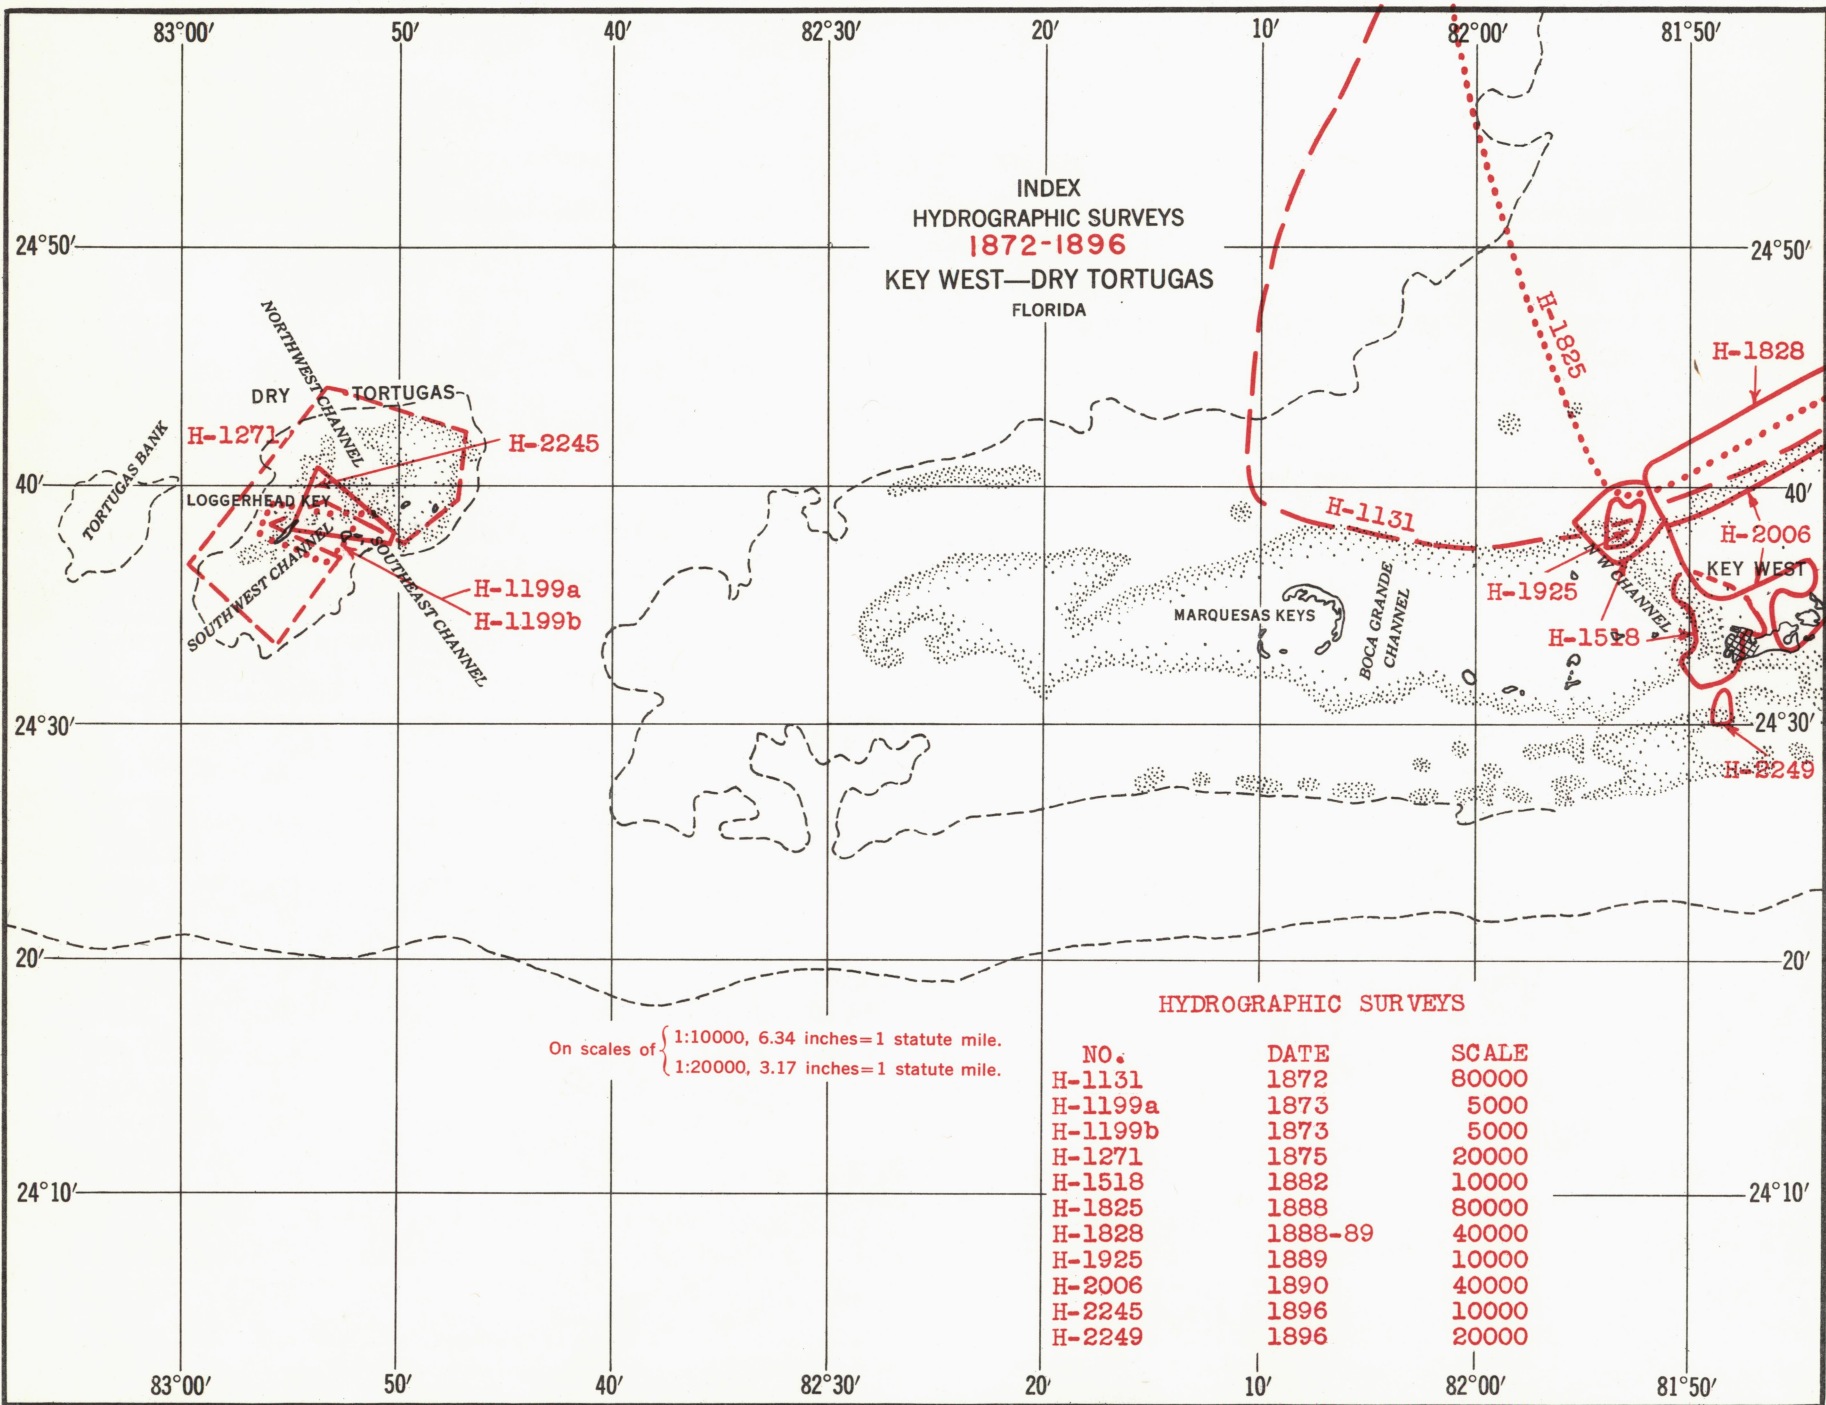 83°00′ 50′ 40′ 82°30′ 20′ 10′ 82°00′ 81°50′
INDEX
HYDROGRAPHIC SURVEYS
1872-1896
KEY WEST—DRY TORTUGAS
FLORIDA
24°50′ 24°50′
NORTHWEST CHANNEL
H-1825
H-1828
DRY TORTUGAS
H-1271
H-2245
TORTUGAS BANK
40′ 40′
LOGGERHEAD KEY
H-1131
H-2006
SOUTHWEST CHANNEL
SOUTHEAST CHANNEL
KEY WEST
H-1199a
H-1925
N W CHANNEL
H-1199b
MARQUESAS KEYS
BOCA GRANDE
CHANNEL
H-1518
24°30′ 24°30′
H-2249
20′ 20′
HYDROGRAPHIC SURVEYS
On scales of
1:10000, 6.34 inches=1 statute mile.
1:20000, 3.17 inches=1 statute mile.
NO. DATE SCALE
H-1131 1872 80000
H-1199a 1873 5000
H-1199b 1873 5000
H-1271 1875 20000
H-1518 1882 10000
H-1825 1888 80000
H-1828 1888-89 40000
H-1925 1889 10000
H-2006 1890 40000
H-2245 1896 10000
H-2249 1896 20000
24°10′ 24°10′
83°00′ 50′ 40′ 82°30′ 20′ 10′ 82°00′ 81°50′